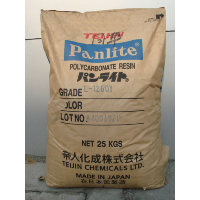 TEIJIN
Panlite
POLYCARBONATE RESIN
パンライト
GRADE
COLOR
LOT NO.
NET 25 KGS
帝人化成株式会社
TEIJIN CHEMICALS LTD.
MADE IN JAPAN